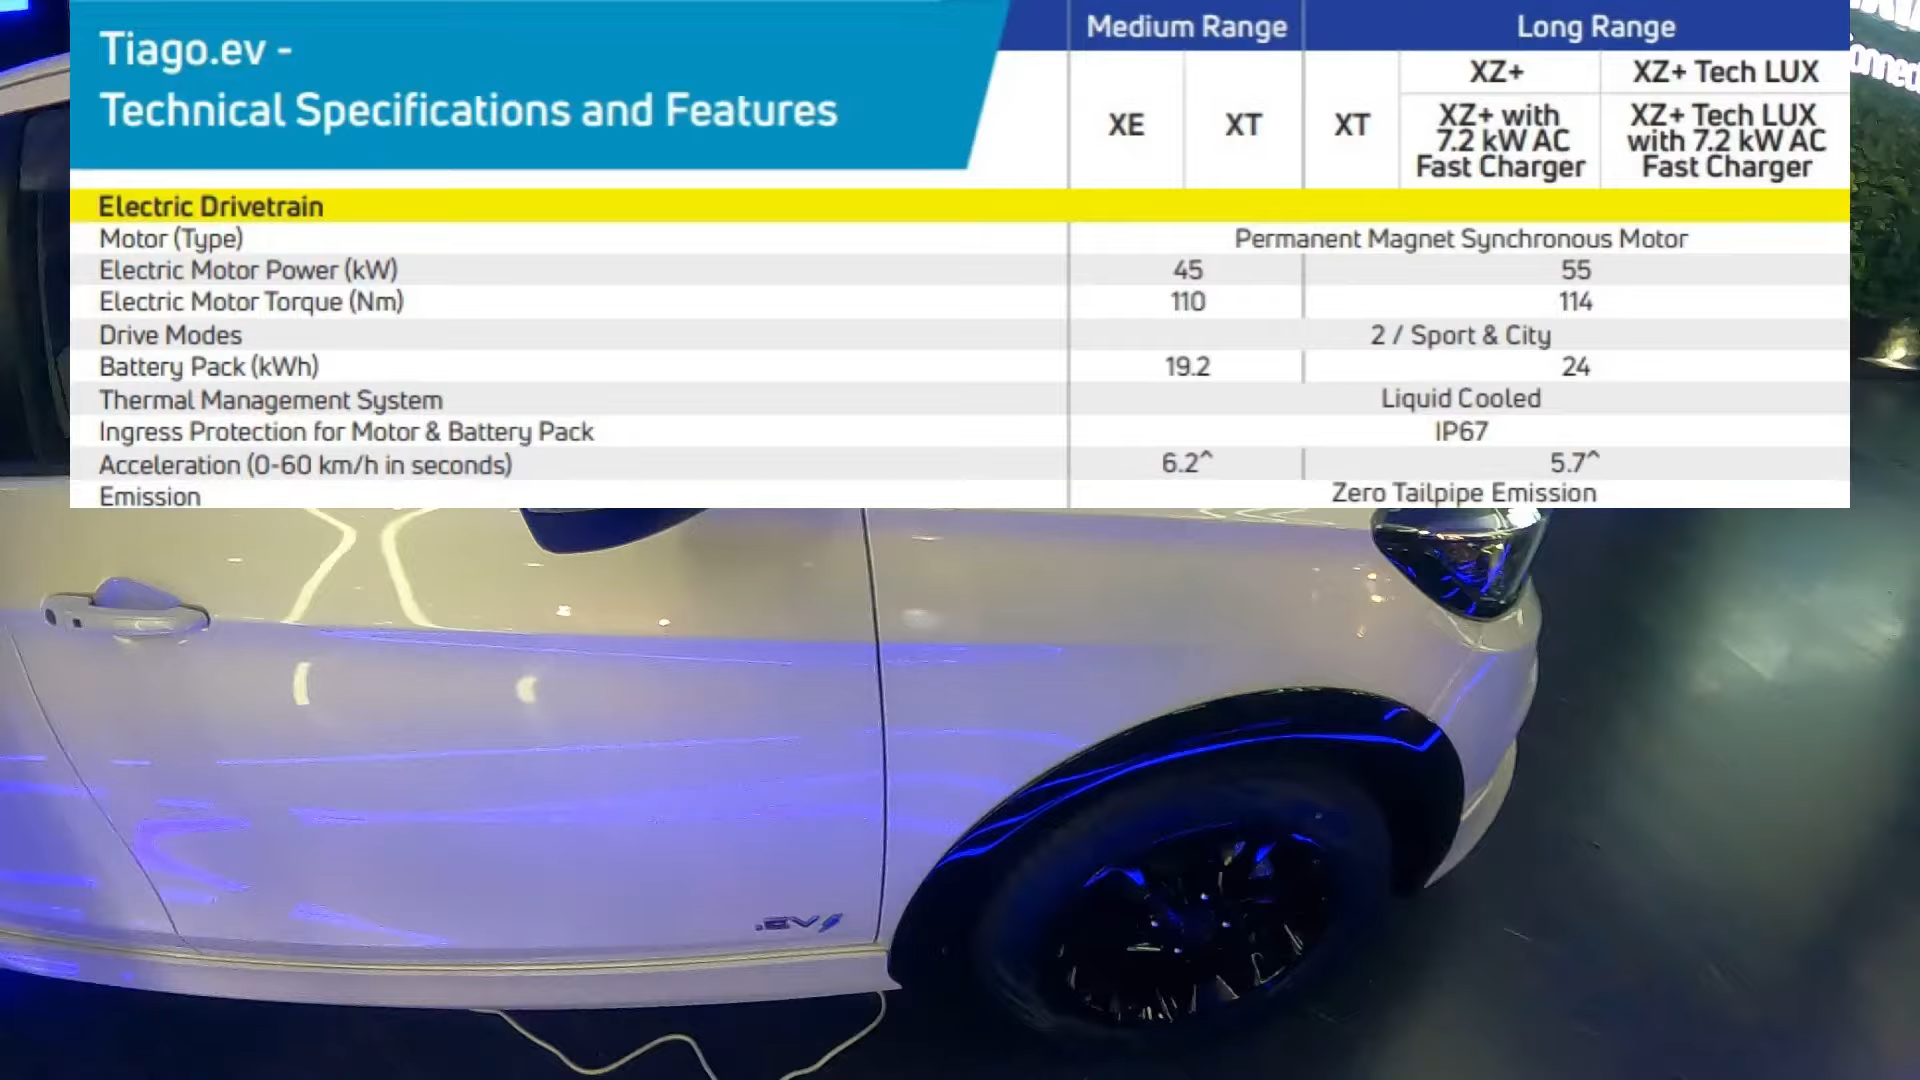 Tiago.ev -
Technical Specifications and Features
Medium Range
Long Range
XE
XT
XT
XZ+
XZ+ with
7.2 kW AC
Fast Charger
XZ+ Tech LUX
XZ+ Tech LUX
with 7.2 kW AC
Fast Charger
Electric Drivetrain
Motor (Type) Permanent Magnet Synchronous Motor
Electric Motor Power (kW) 45 55
Electric Motor Torque (Nm) 110 114
Drive Modes 2 / Sport & City
Battery Pack (kWh) 19.2 24
Thermal Management System Liquid Cooled
Ingress Protection for Motor & Battery Pack IP67
Acceleration (0-60 km/h in seconds) 6.2^ 5.7^
Emission Zero Tailpipe Emission
.EV